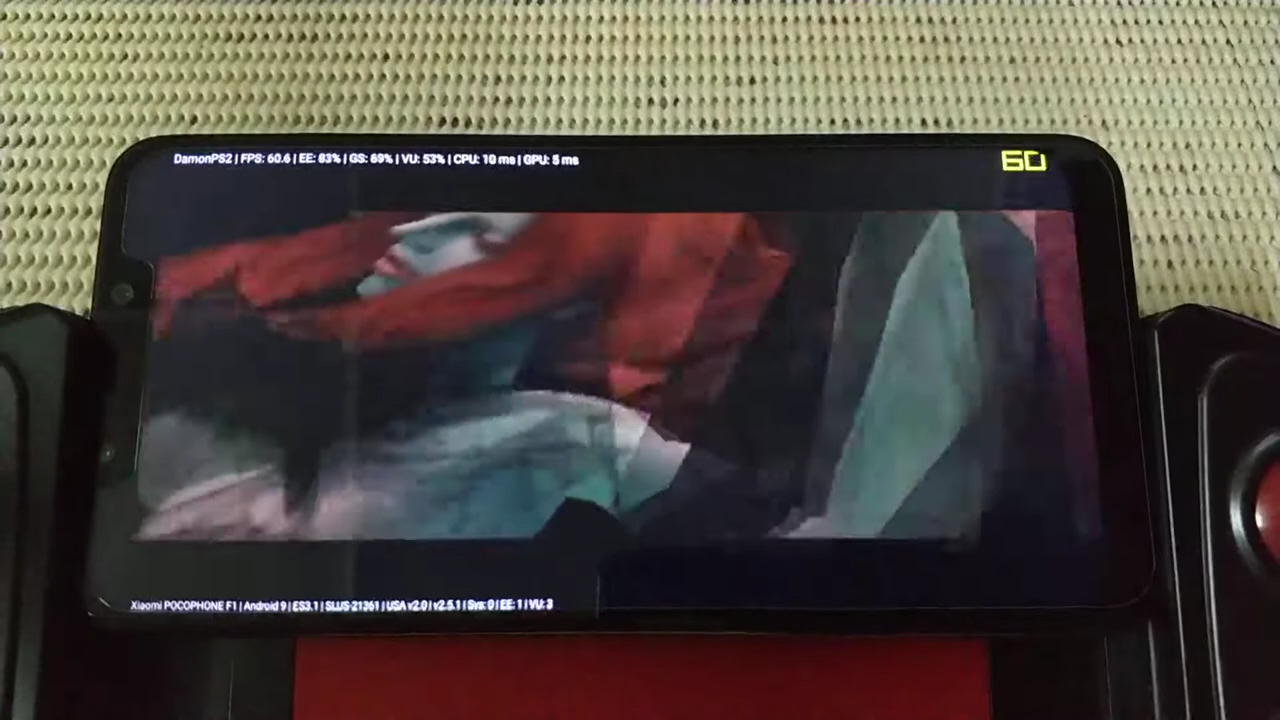 DamonPS2 | FPS: 60.6 | EE: 83% | GS: 69% | VU: 53% | CPU: 10 ms | GPU: 5 ms
60
Xiaomi POCOPHONE F1 | Android 9 | ES3.1 | SLUS-21361 | USA v2.0 | v2.5.1 | Sys: 0 | EE: 1 | VU: 3